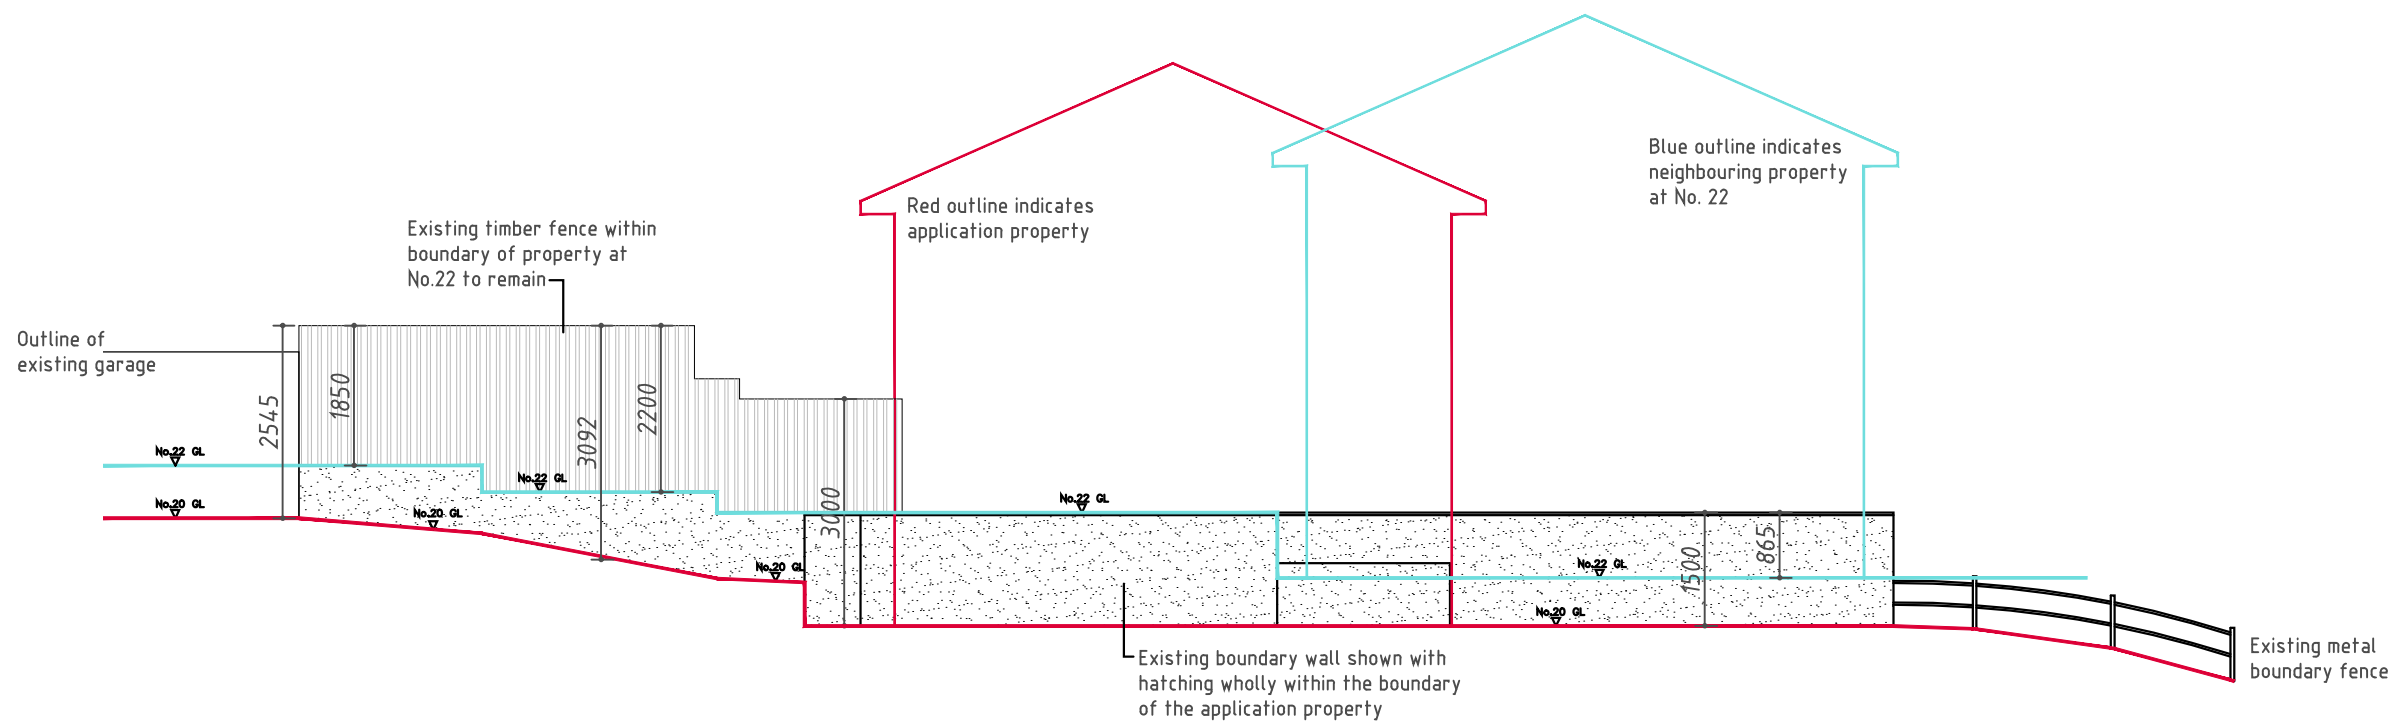 Blue outline indicates
neighbouring property
at No. 22
Red outline indicates
application property
Existing timber fence within
boundary of property at
No.22 to remain
Outline of
existing garage
2545
1850
3092
2200
3000
1500
865
No.22 GL
No.20 GL
No.22 GL
No.20 GL
No.22 GL
No.20 GL
No.22 GL
No.20 GL
Existing boundary wall shown with
hatching wholly within the boundary
of the application property
Existing metal
boundary fence